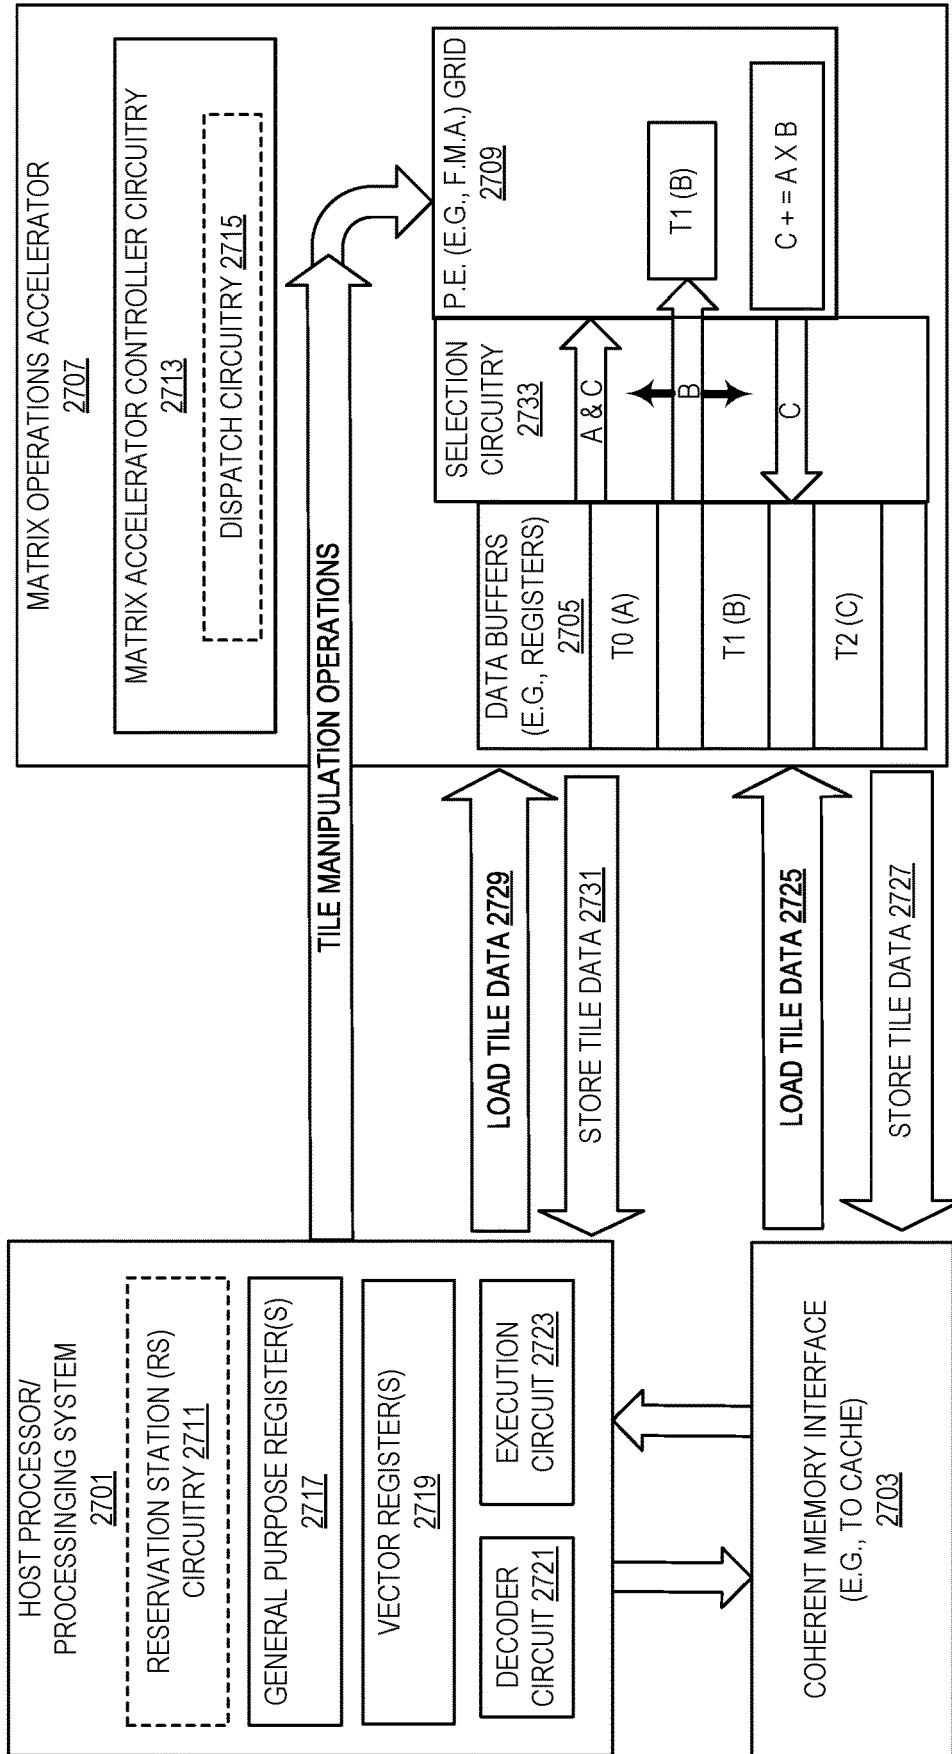 HOST PROCESSOR/
PROCESSINGING SYSTEM
2701
RESERVATION STATION (RS)
CIRCUITRY 2711
GENERAL PURPOSE REGISTER(S)
2717
VECTOR REGISTER(S)
2719
DECODER
CIRCUIT 2721
EXECUTION
CIRCUIT 2723
COHERENT MEMORY INTERFACE
(E.G., TO CACHE)
2703
TILE MANIPULATION OPERATIONS
LOAD TILE DATA 2729
STORE TILE DATA 2731
LOAD TILE DATA 2725
STORE TILE DATA 2727
MATRIX OPERATIONS ACCELERATOR
2707
MATRIX ACCELERATOR CONTROLLER CIRCUITRY
2713
DISPATCH CIRCUITRY 2715
DATA BUFFERS
(E.G., REGISTERS)
2705
T0 (A)
T1 (B)
T2 (C)
SELECTION
CIRCUITRY
2733
A & C
B
C
P.E. (E.G., F.M.A.) GRID
2709
T1 (B)
C + = A X B